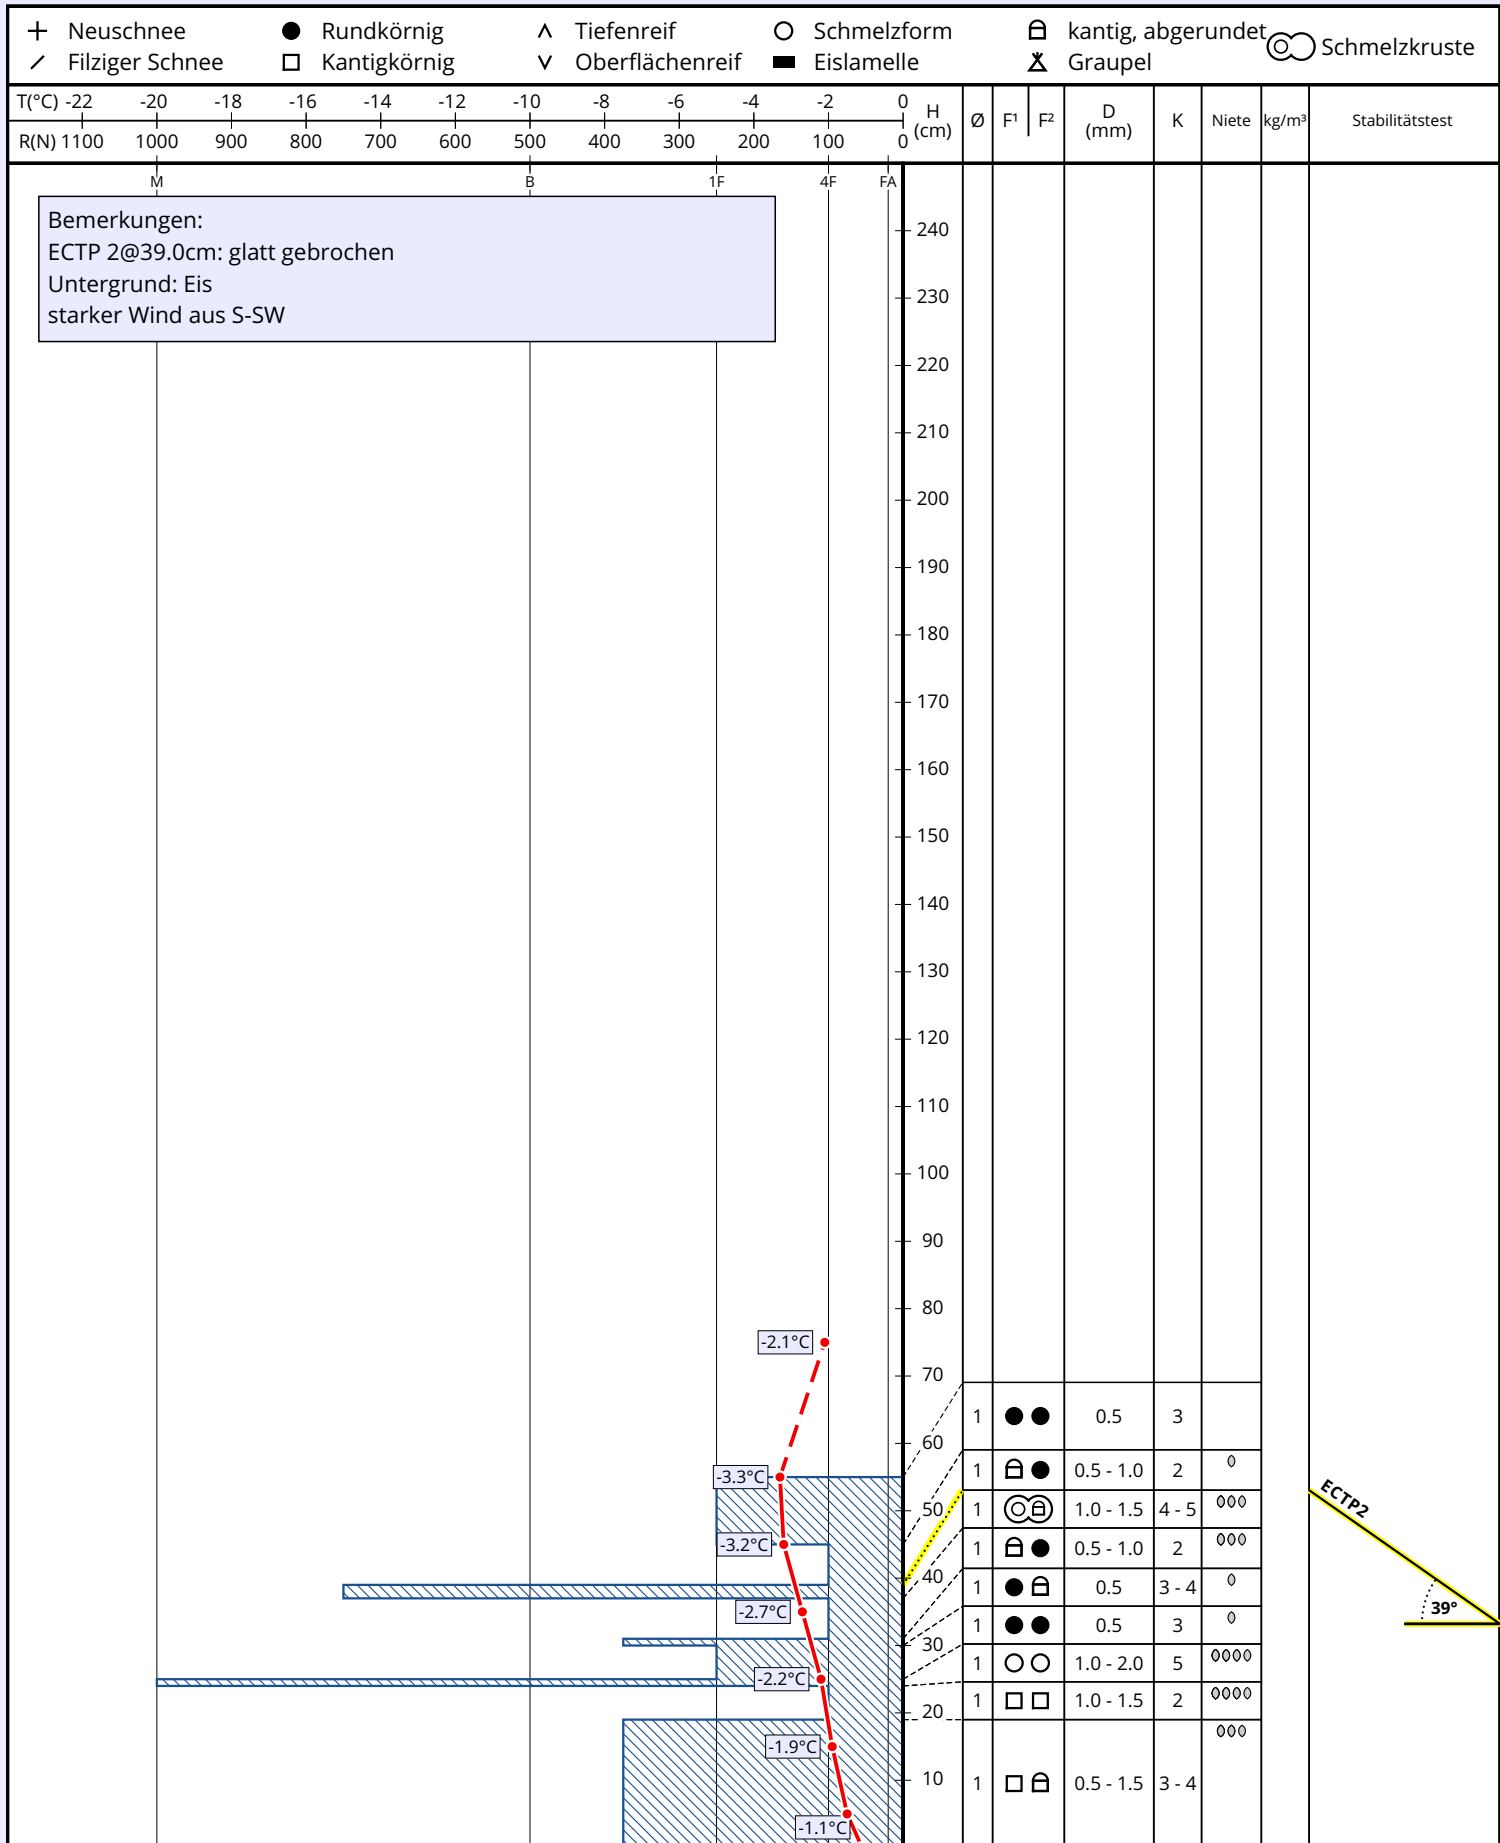 Neuschnee Rundkörnig Tiefenreif Schmelzform kantig, abgerundet Schmelzkruste
Filziger Schnee Kantigkörnig Oberflächenreif Eislamelle Graupel
T(°C) -22 -20 -18 -16 -14 -12 -10 -8 -6 -4 -2 0
R(N) 1100 1000 900 800 700 600 500 400 300 200 100 0
H (cm) Ø F¹ F² D (mm) K Niete kg/m³ Stabilitätstest
M B 1F 4F FA
Bemerkungen:
ECTP 2@39.0cm: glatt gebrochen
Untergrund: Eis
starker Wind aus S-SW
240
230
220
210
200
190
180
170
160
150
140
130
120
110
100
90
80
-2.1°C
70
1 0.5 3
60
-3.3°C
1 0.5 - 1.0 2
50
1 1.0 - 1.5 4 - 5
ECTP2
-3.2°C
1 0.5 - 1.0 2
40
1 0.5 3 - 4
39°
-2.7°C
1 0.5 3
30
1 1.0 - 2.0 5
-2.2°C
1 1.0 - 1.5 2
20
-1.9°C
10
1 0.5 - 1.5 3 - 4
-1.1°C